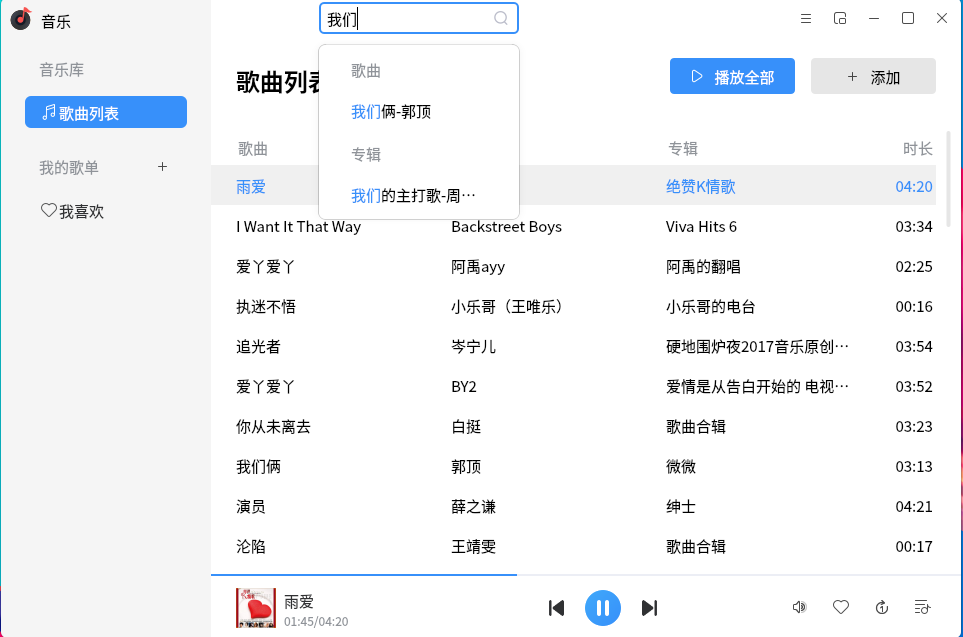 音乐
我们
音乐库
歌曲列表
我的歌单
我喜欢
歌曲列表
播放全部
添加
歌曲
我们俩-郭顶
专辑
我们的主打歌-周…
歌曲 专辑 时长
雨爱 绝赞K情歌 04:20
I Want It That Way Backstreet Boys Viva Hits 6 03:34
爱丫爱丫 阿禹ayy 阿禹的翻唱 02:25
执迷不悟 小乐哥（王唯乐） 小乐哥的电台 00:16
追光者 岑宁儿 硬地围炉夜2017音乐原创… 03:54
爱丫爱丫 BY2 爱情是从告白开始的 电视… 03:52
你从未离去 白挺 歌曲合辑 03:23
我们俩 郭顶 微微 03:13
演员 薛之谦 绅士 04:21
沦陷 王靖雯 歌曲合辑 00:17
雨爱
01:45/04:20